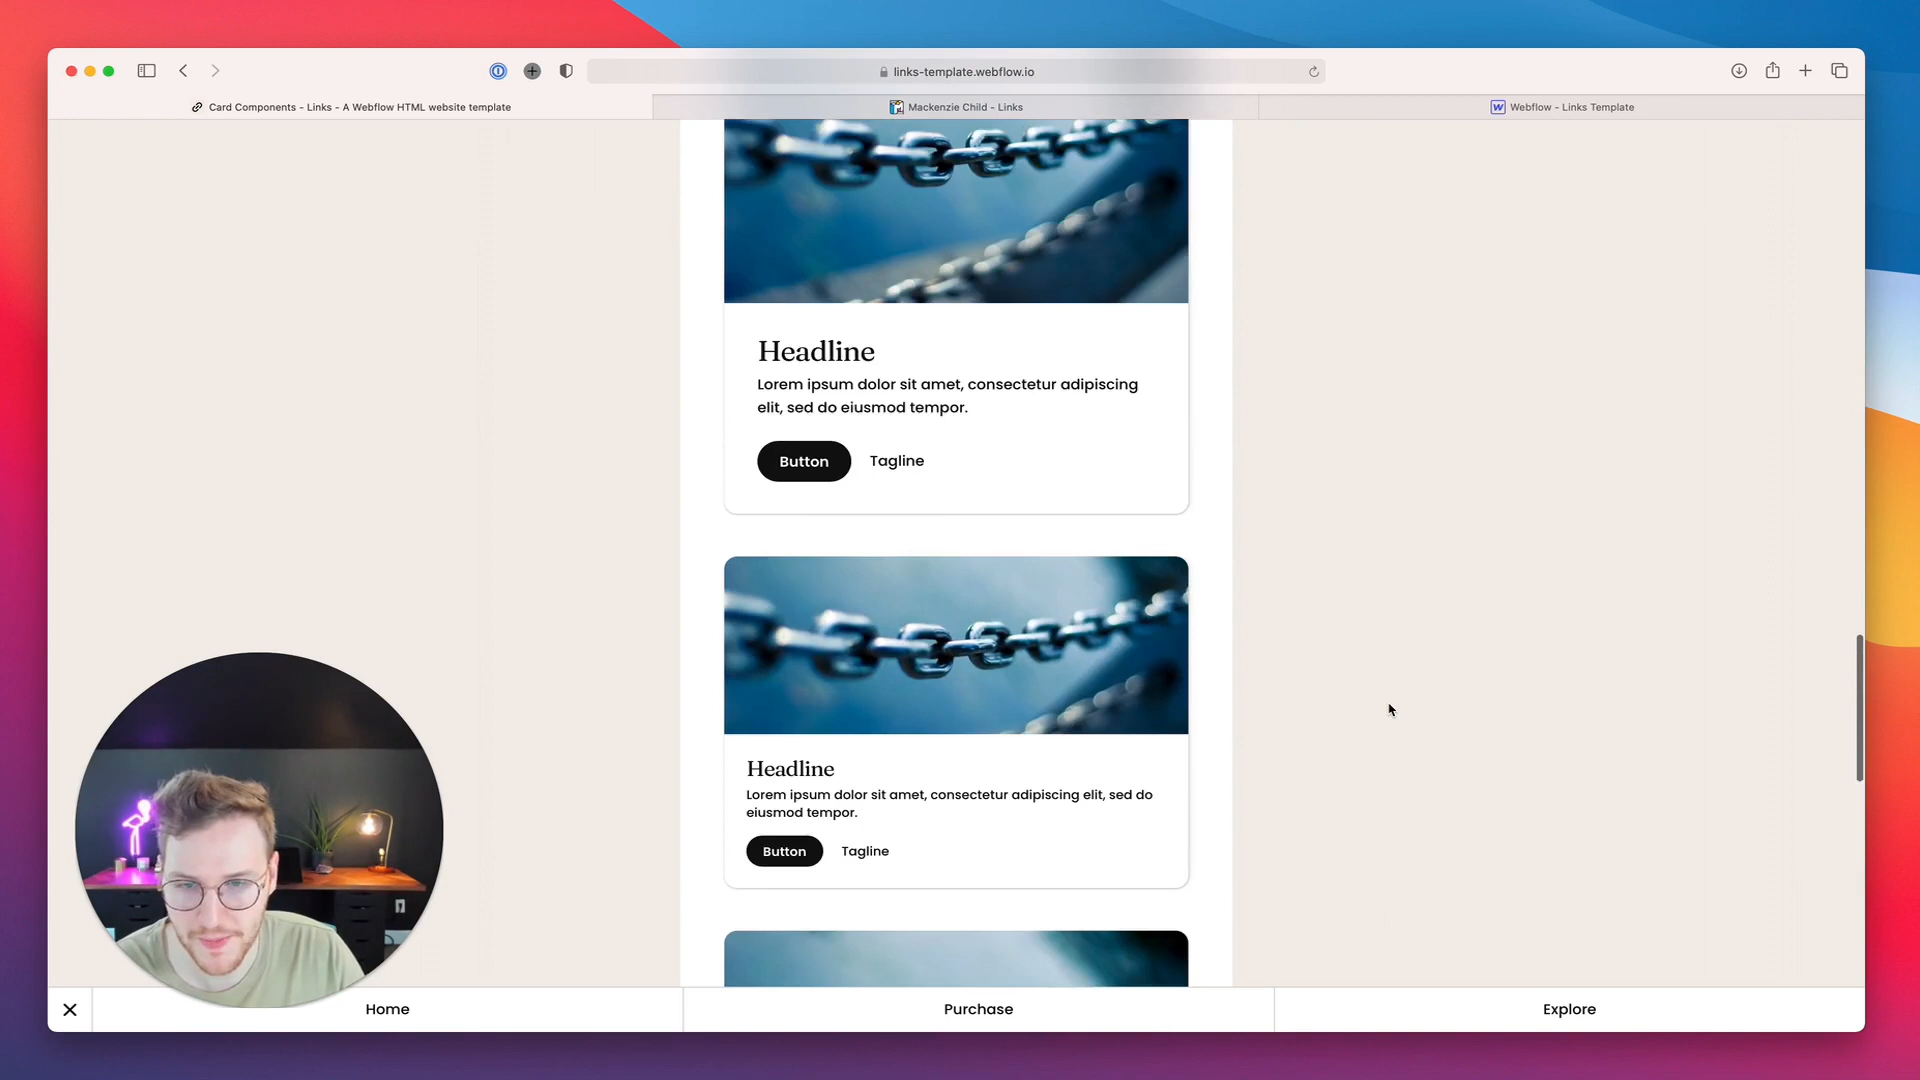 links-template.webflow.io
Card Components - Links - A Webflow HTML website template
Mackenzie Child - Links
W Webflow - Links Template
Headline
Lorem ipsum dolor sit amet, consectetur adipiscing
elit, sed do eiusmod tempor.
Button Tagline
Headline
Lorem ipsum dolor sit amet, consectetur adipiscing elit, sed do
eiusmod tempor.
Button Tagline
Home
Purchase
Explore